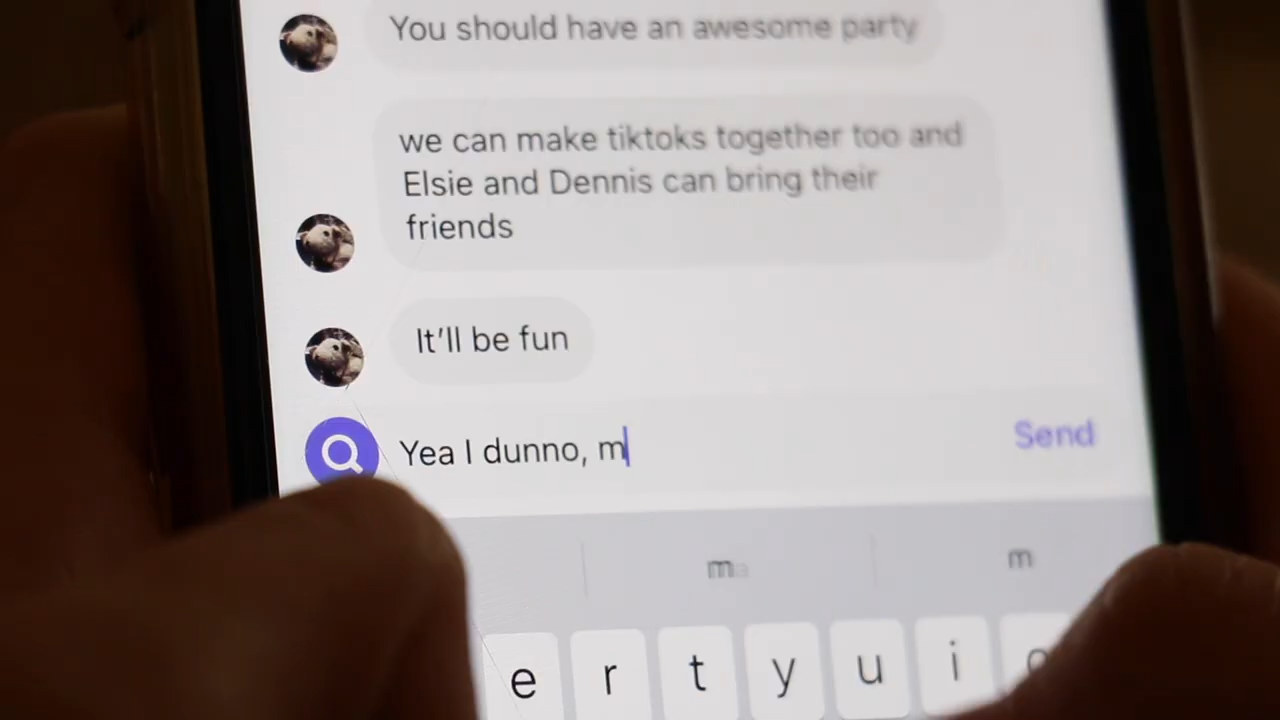 You should have an awesome party
we can make tiktoks together too and
Elsie and Dennis can bring their
friends
It'll be fun
Yea I dunno, m
Send
m
e r t y u i